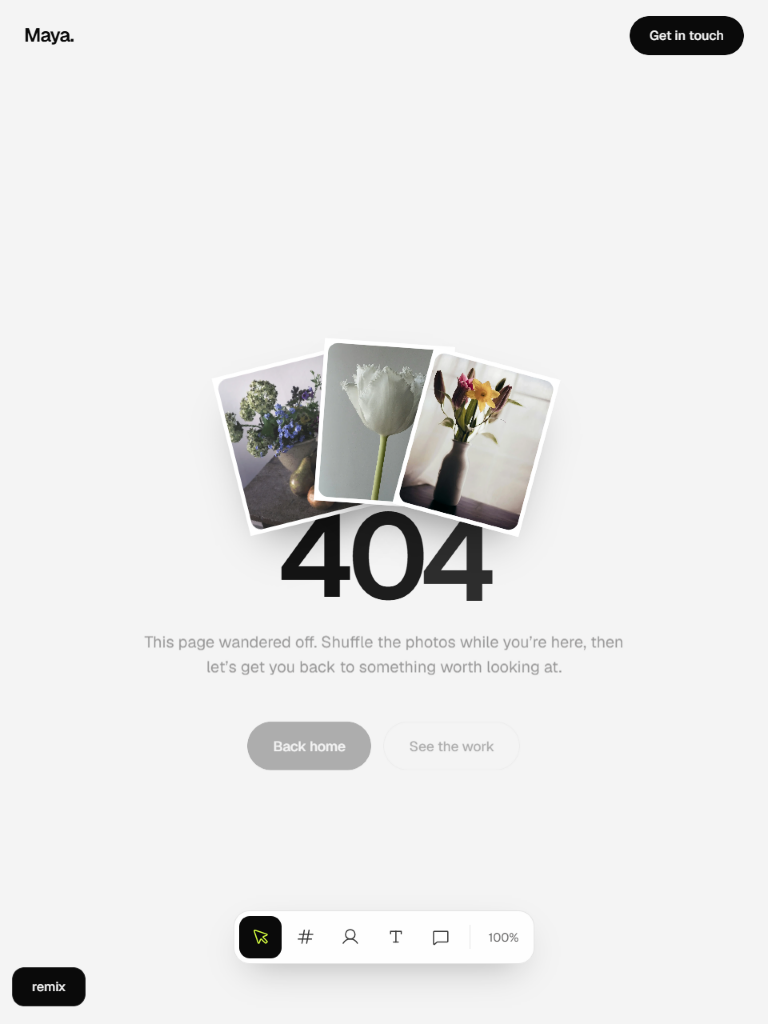 Maya.
Get in touch
404
This page wandered off. Shuffle the photos while you're here, then
let's get you back to something worth looking at.
Back home
See the work
100%
remix